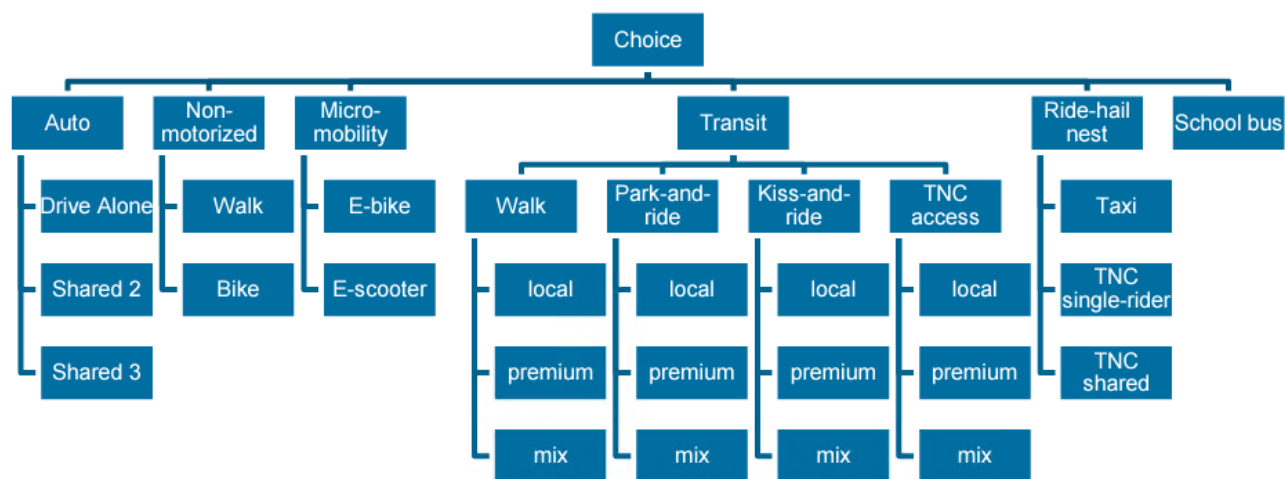 Choice
Auto
Non-
motorized
Micro-
mobility
Transit
Ride-hail
nest
School bus
Drive Alone
Walk
E-bike
Walk
Park-and-
ride
Kiss-and-
ride
TNC
access
Taxi
Shared 2
Bike
E-scooter
local
local
local
local
TNC
single-rider
Shared 3
premium
premium
premium
premium
TNC
shared
mix
mix
mix
mix